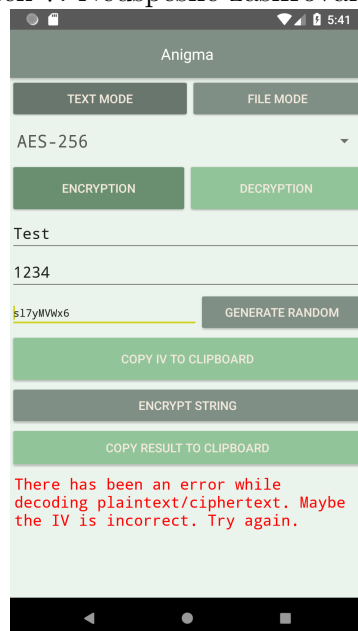 5:41
Anigma
TEXT MODE FILE MODE
AES-256
ENCRYPTION DECRYPTION
Test
1234
sl7yMVWx6
GENERATE RANDOM
COPY IV TO CLIPBOARD
ENCRYPT STRING
COPY RESULT TO CLIPBOARD
There has been an error while
decoding plaintext/ciphertext. Maybe
the IV is incorrect. Try again.